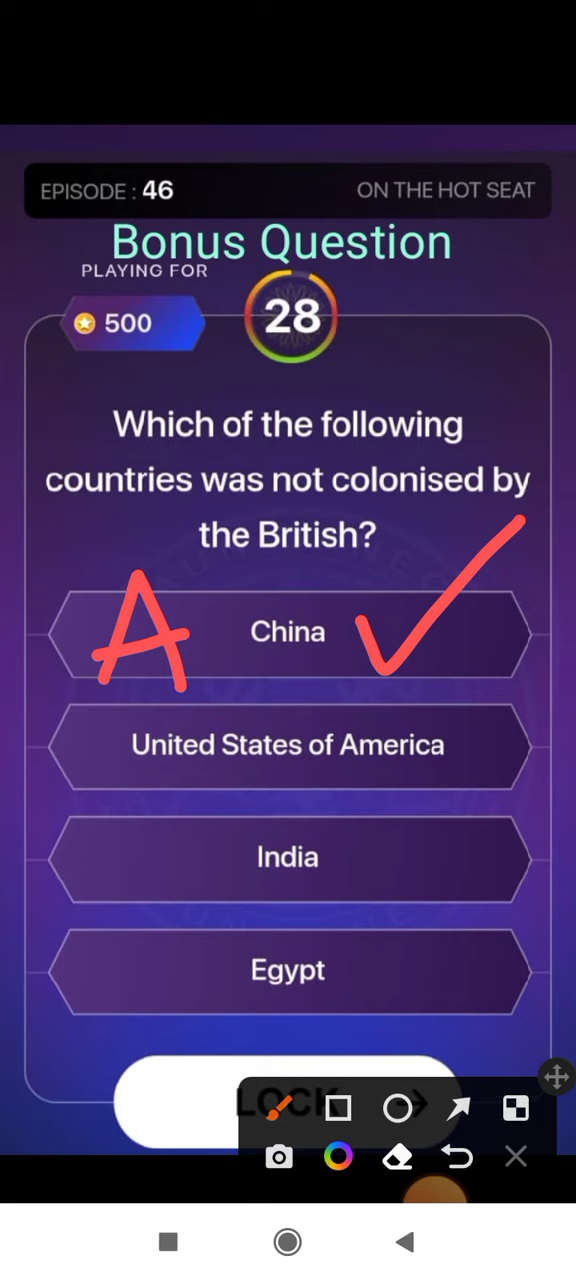 EPISODE : 46
ON THE HOT SEAT
Bonus Question
PLAYING FOR
500
28
Which of the following
countries was not colonised by
the British?
A
China
United States of America
India
Egypt
LOCK